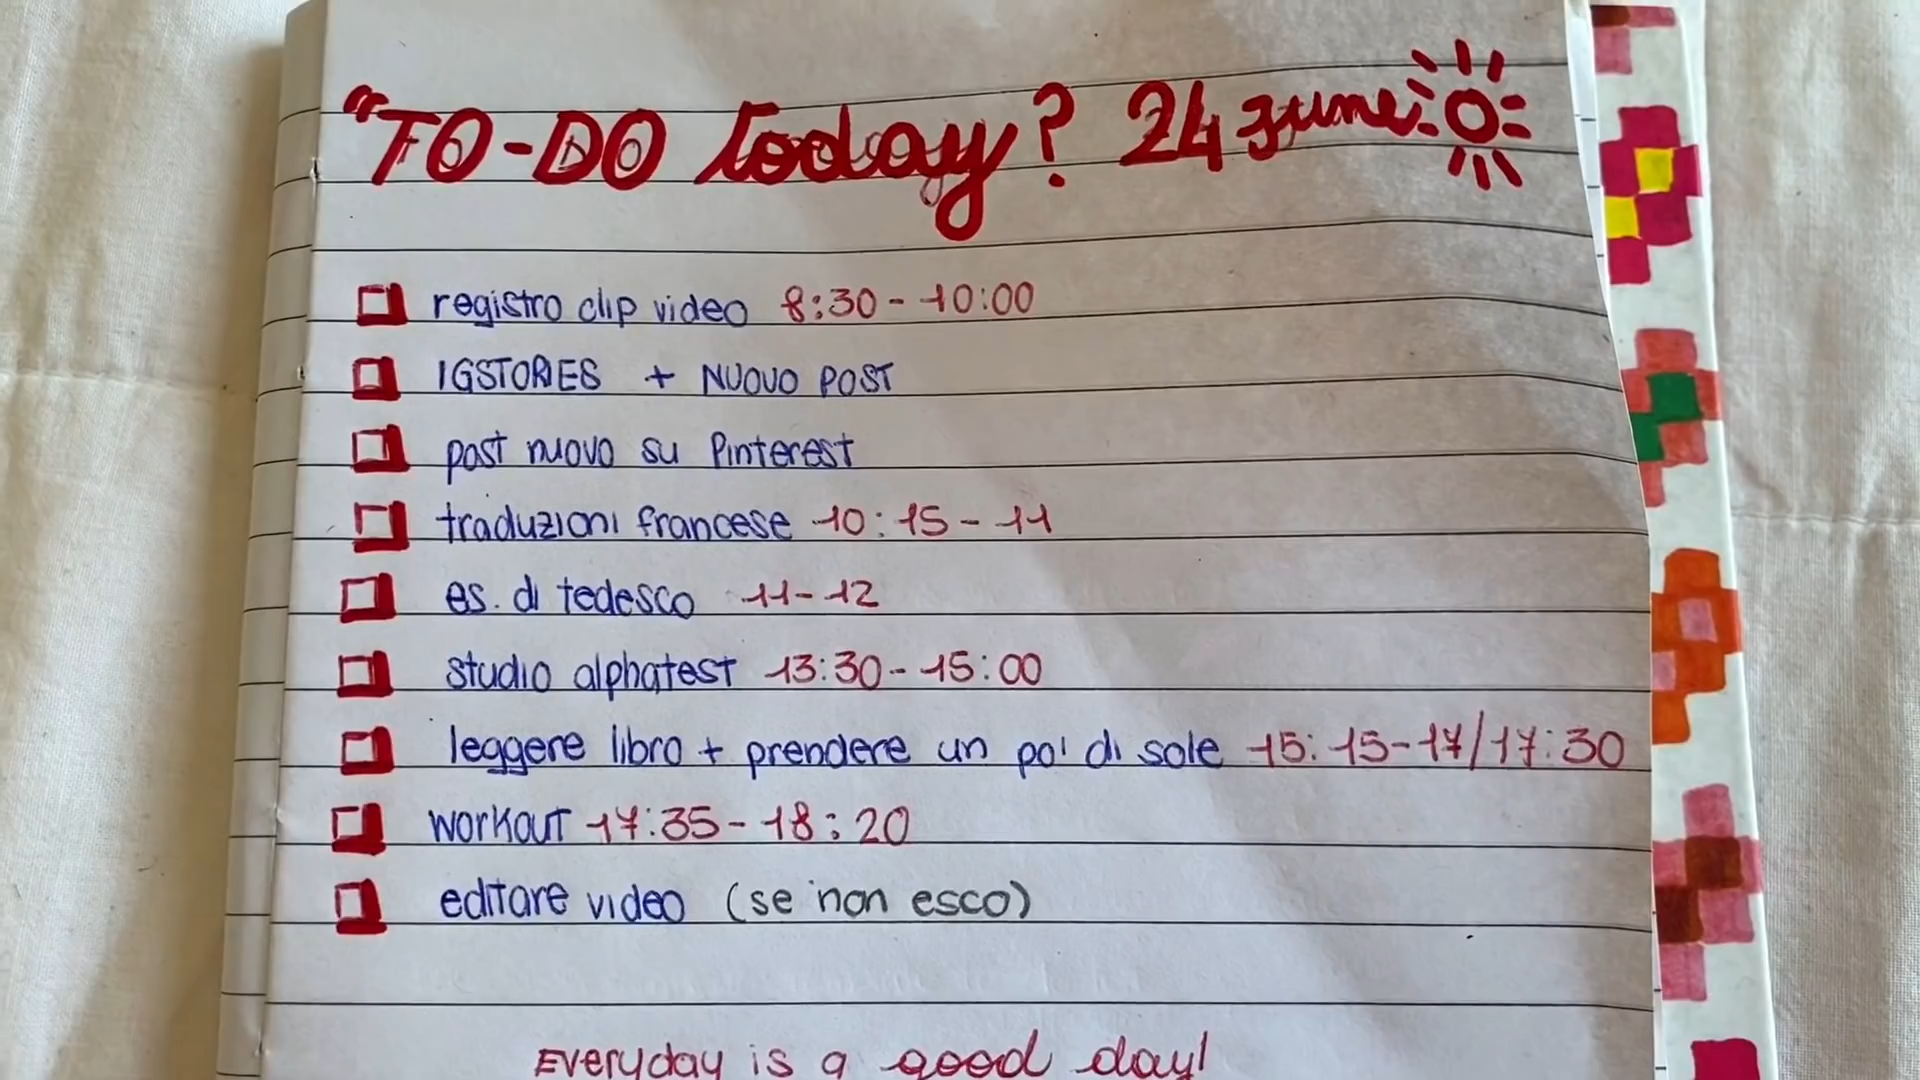 "TO-DO today? 24 june
registro clip video 8:30 - 10:00
IGSTORIES + NUOVO POST
post nuovo su Pinterest
traduzioni francese 10:15 - 11
es. di tedesco 11-12
studio alphatest 13:30 - 15:00
leggere libro + prendere un po' di sole 15:15-17/17:30
workout 17:35 - 18:20
editare video (se non esco)
Everyday is a good day!